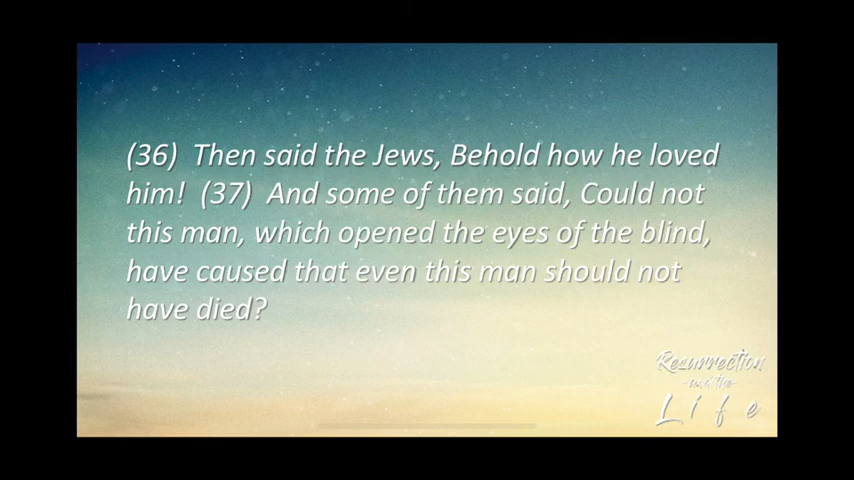 (36)  Then said the Jews, Behold how he loved
him!  (37)  And some of them said, Could not
this man, which opened the eyes of the blind,
have caused that even this man should not
have died?
Resurrection
-and the-
Life